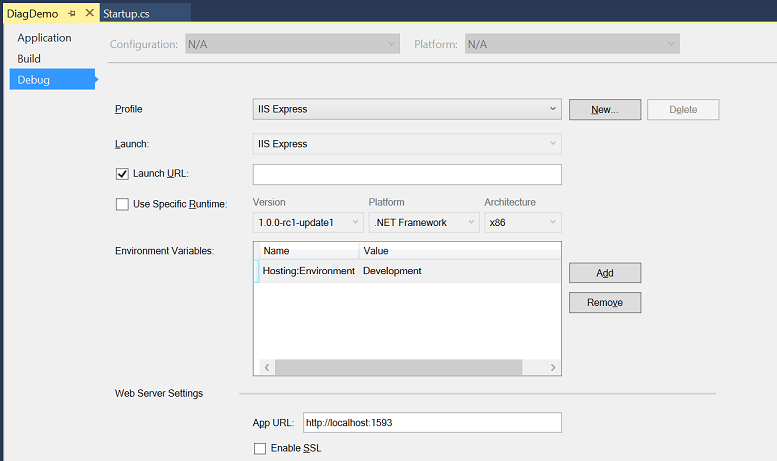 DiagDemo
Startup.cs
Application
Build
Debug
Configuration: N/A
Platform: N/A
Profile IIS Express New... Delete
Launch: IIS Express
Launch URL:
Version Platform Architecture
Use Specific Runtime: 1.0.0-rc1-update1 .NET Framework x86
Environment Variables:
Name Value
Hosting:Environment Development
Add
Remove
Web Server Settings
App URL: http://localhost:1593
Enable SSL